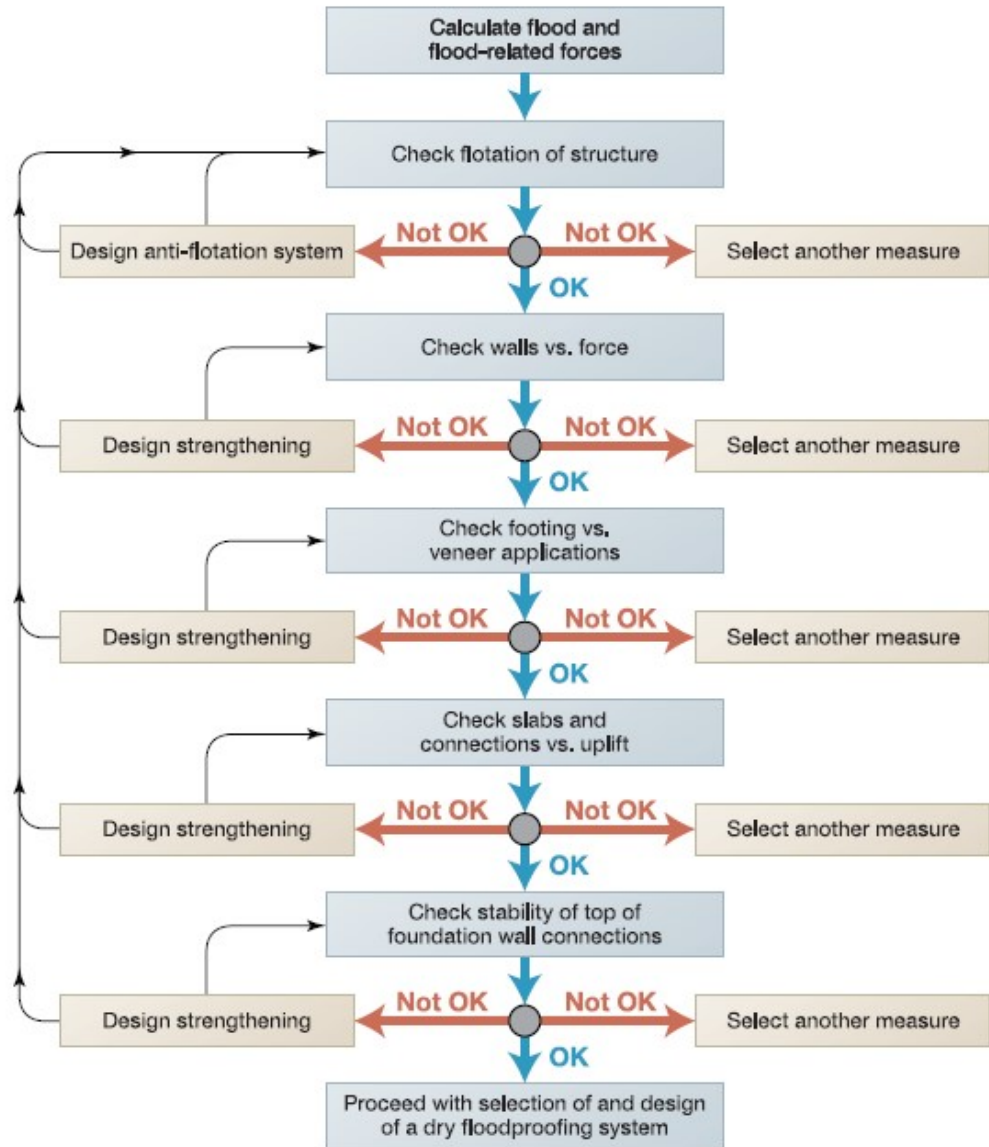 Calculate flood and
flood-related forces
Check flotation of structure
Not OK
Not OK
Design anti-flotation system
Select another measure
OK
Check walls vs. force
Not OK
Not OK
Design strengthening
Select another measure
OK
Check footing vs.
veneer applications
Not OK
Not OK
Design strengthening
Select another measure
OK
Check slabs and
connections vs. uplift
Not OK
Not OK
Design strengthening
Select another measure
OK
Check stability of top of
foundation wall connections
Not OK
Not OK
Design strengthening
Select another measure
OK
Proceed with selection of and design
of a dry floodproofing system